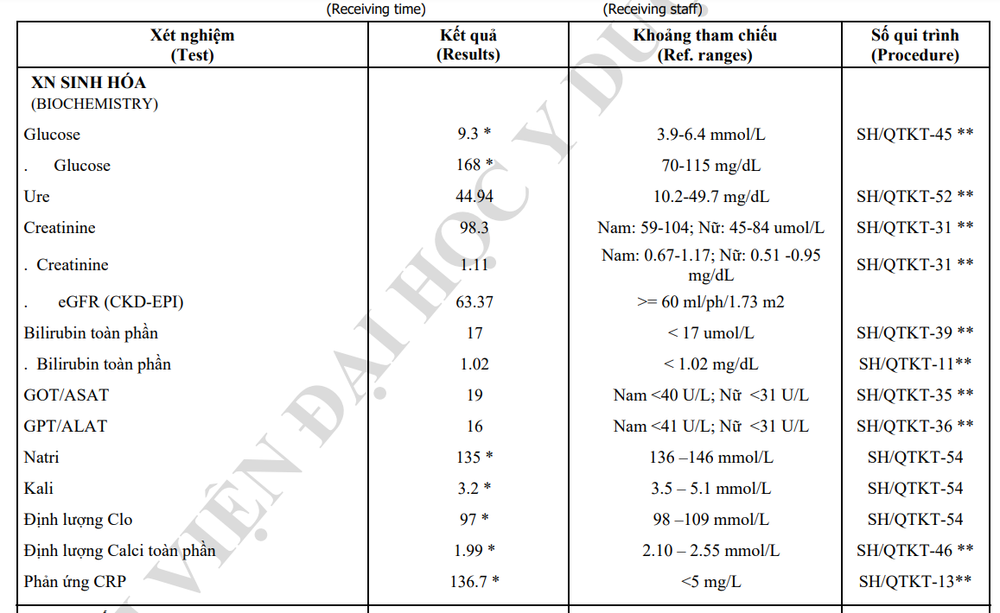 (Receiving time) (Receiving staff)
Xét nghiệm Kết quả Khoảng tham chiếu Số qui trình
(Test) (Results) (Ref. ranges) (Procedure)
XN SINH HÓA
(BIOCHEMISTRY)
Glucose 9.3 * 3.9-6.4 mmol/L SH/QTKT-45 **
. Glucose 168 * 70-115 mg/dL
Ure 44.94 10.2-49.7 mg/dL SH/QTKT-52 **
Creatinine 98.3 Nam: 59-104; Nữ: 45-84 umol/L SH/QTKT-31 **
. Creatinine 1.11 Nam: 0.67-1.17; Nữ: 0.51 -0.95 SH/QTKT-31 **
mg/dL
. eGFR (CKD-EPI) 63.37 >= 60 ml/ph/1.73 m2
Bilirubin toàn phần 17 < 17 umol/L SH/QTKT-39 **
. Bilirubin toàn phần 1.02 < 1.02 mg/dL SH/QTKT-11**
GOT/ASAT 19 Nam <40 U/L; Nữ <31 U/L SH/QTKT-35 **
GPT/ALAT 16 Nam <41 U/L; Nữ <31 U/L SH/QTKT-36 **
Natri 135 * 136 –146 mmol/L SH/QTKT-54
Kali 3.2 * 3.5 – 5.1 mmol/L SH/QTKT-54
Định lượng Clo 97 * 98 –109 mmol/L SH/QTKT-54
Định lượng Calci toàn phần 1.99 * 2.10 – 2.55 mmol/L SH/QTKT-46 **
Phản ứng CRP 136.7 * <5 mg/L SH/QTKT-13**
VIỆN ĐẠI HỌC Y